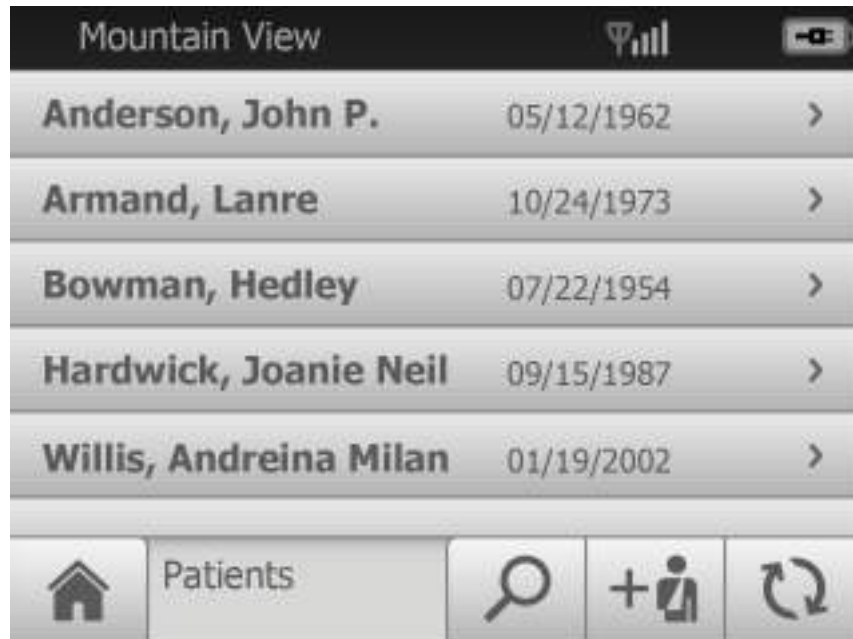 Mountain View
Anderson, John P. 05/12/1962
Armand, Lanre 10/24/1973
Bowman, Hedley 07/22/1954
Hardwick, Joanie Neil 09/15/1987
Willis, Andreina Milan 01/19/2002
Patients